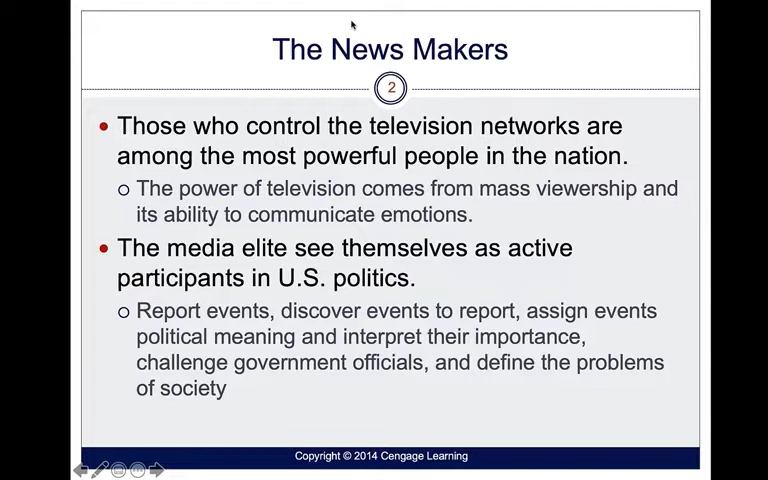 The News Makers
2
Those who control the television networks are
among the most powerful people in the nation.
The power of television comes from mass viewership and
its ability to communicate emotions.
The media elite see themselves as active
participants in U.S. politics.
Report events, discover events to report, assign events
political meaning and interpret their importance,
challenge government officials, and define the problems
of society
Copyright © 2014 Cengage Learning